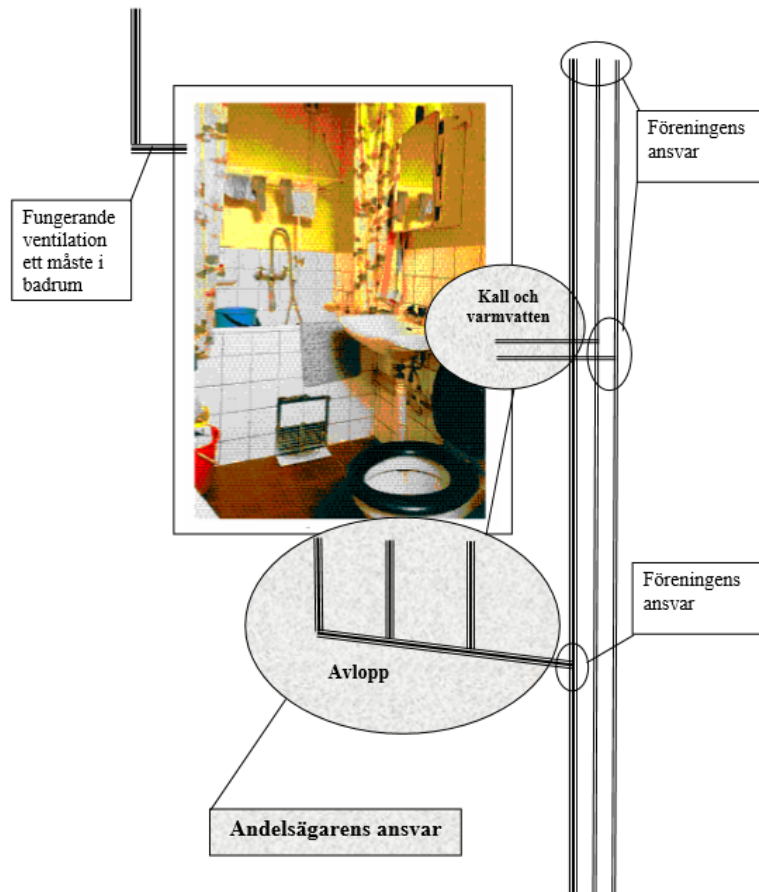 Föreningens
ansvar
Fungerande
ventilation
ett måste i
badrum
Kall och
varmvatten
Föreningens
ansvar
Avlopp
Andelsägarens ansvar